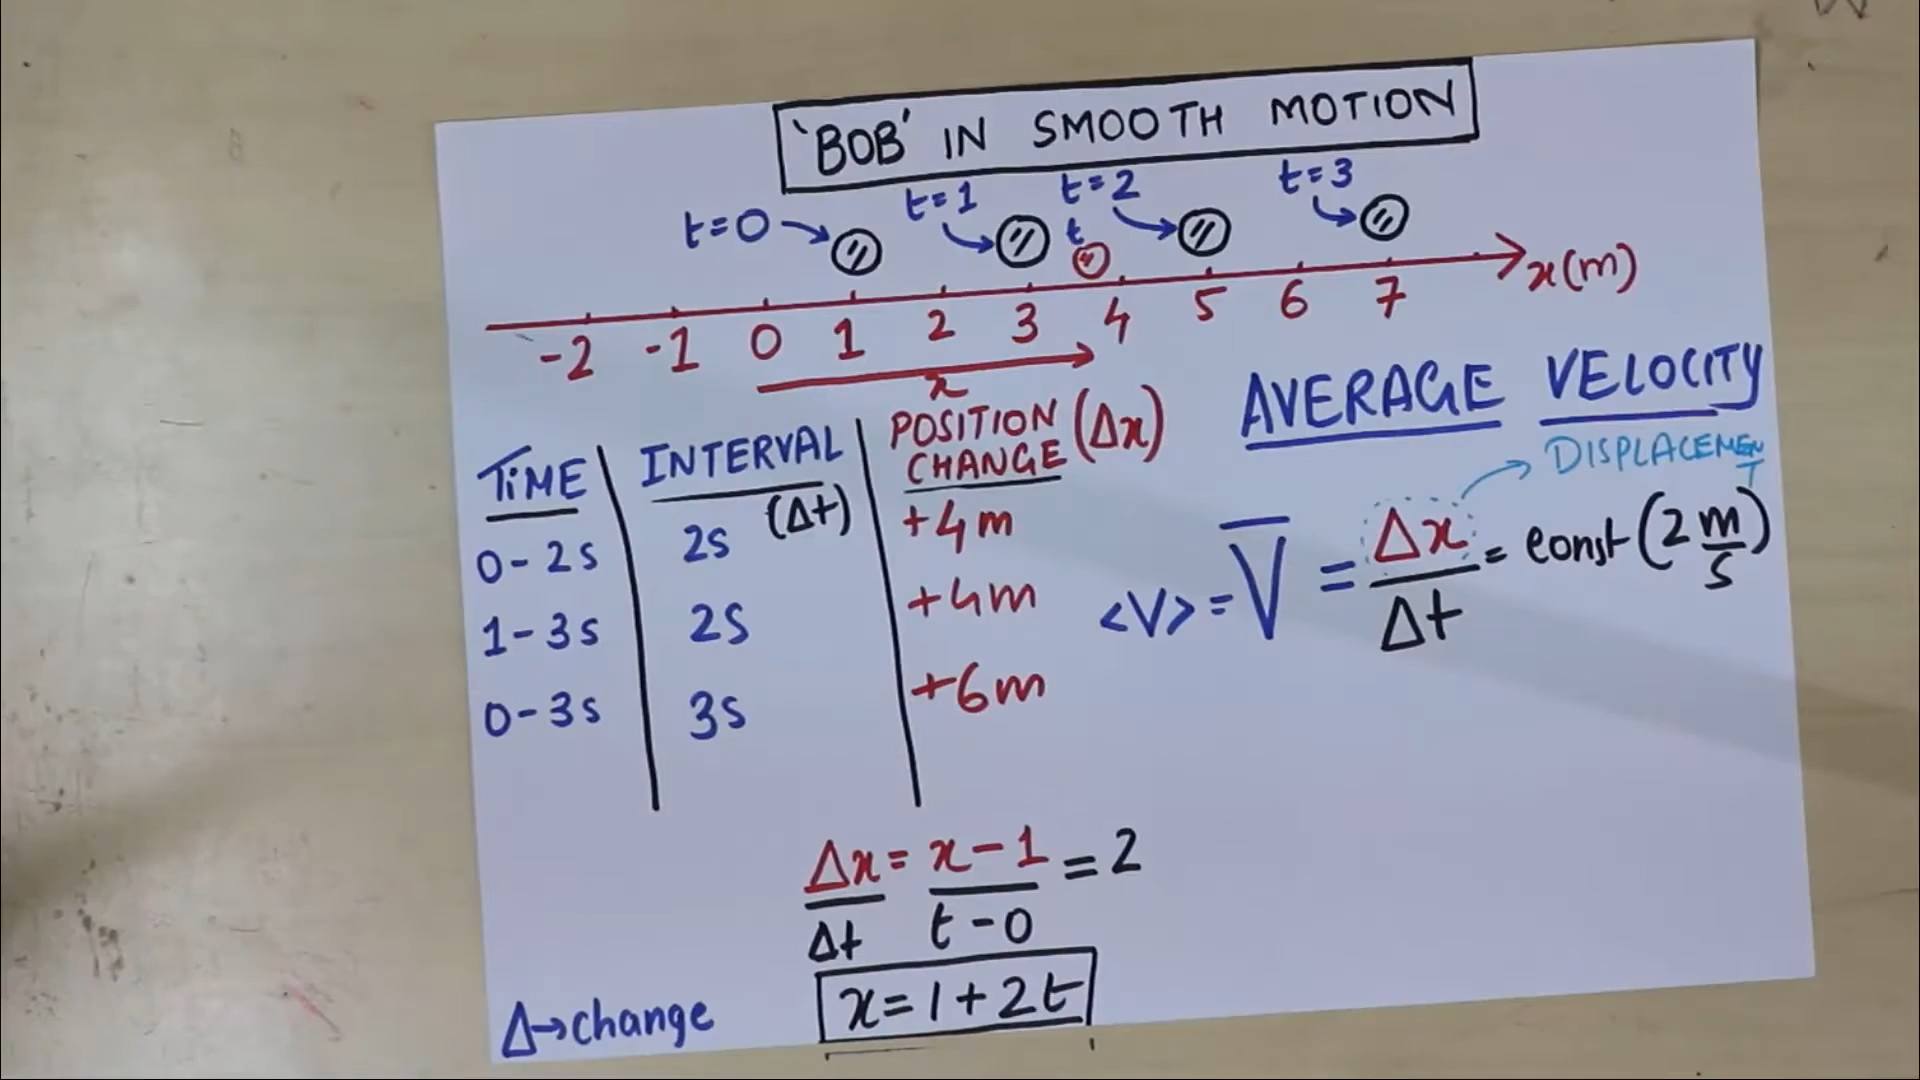 'BOB' IN SMOOTH MOTION
t=0 t=1 t=2 t=3
t
-2 -1 0 1 2 3 4 5 6 7 x(m)
x
AVERAGE VELOCITY
DISPLACEMENT
TIME INTERVAL (Δt) POSITION CHANGE (Δx)
0-2s 2s +4m
1-3s 2s +4m
0-3s 3s +6m
<V> = V̅ = Δx/Δt = const (2 m/s)
Δx/Δt = x-1/t-0 = 2
x=1+2t
Δ→change